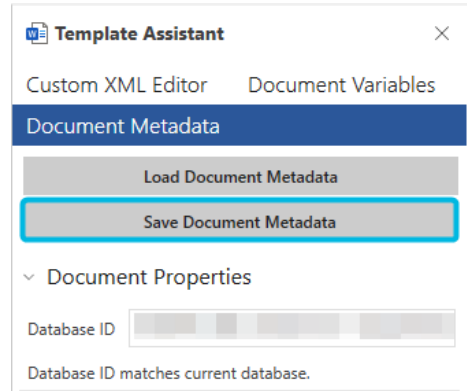 Template Assistant
Custom XML Editor Document Variables
Document Metadata
Load Document Metadata
Save Document Metadata
Document Properties
Database ID
Database ID matches current database.